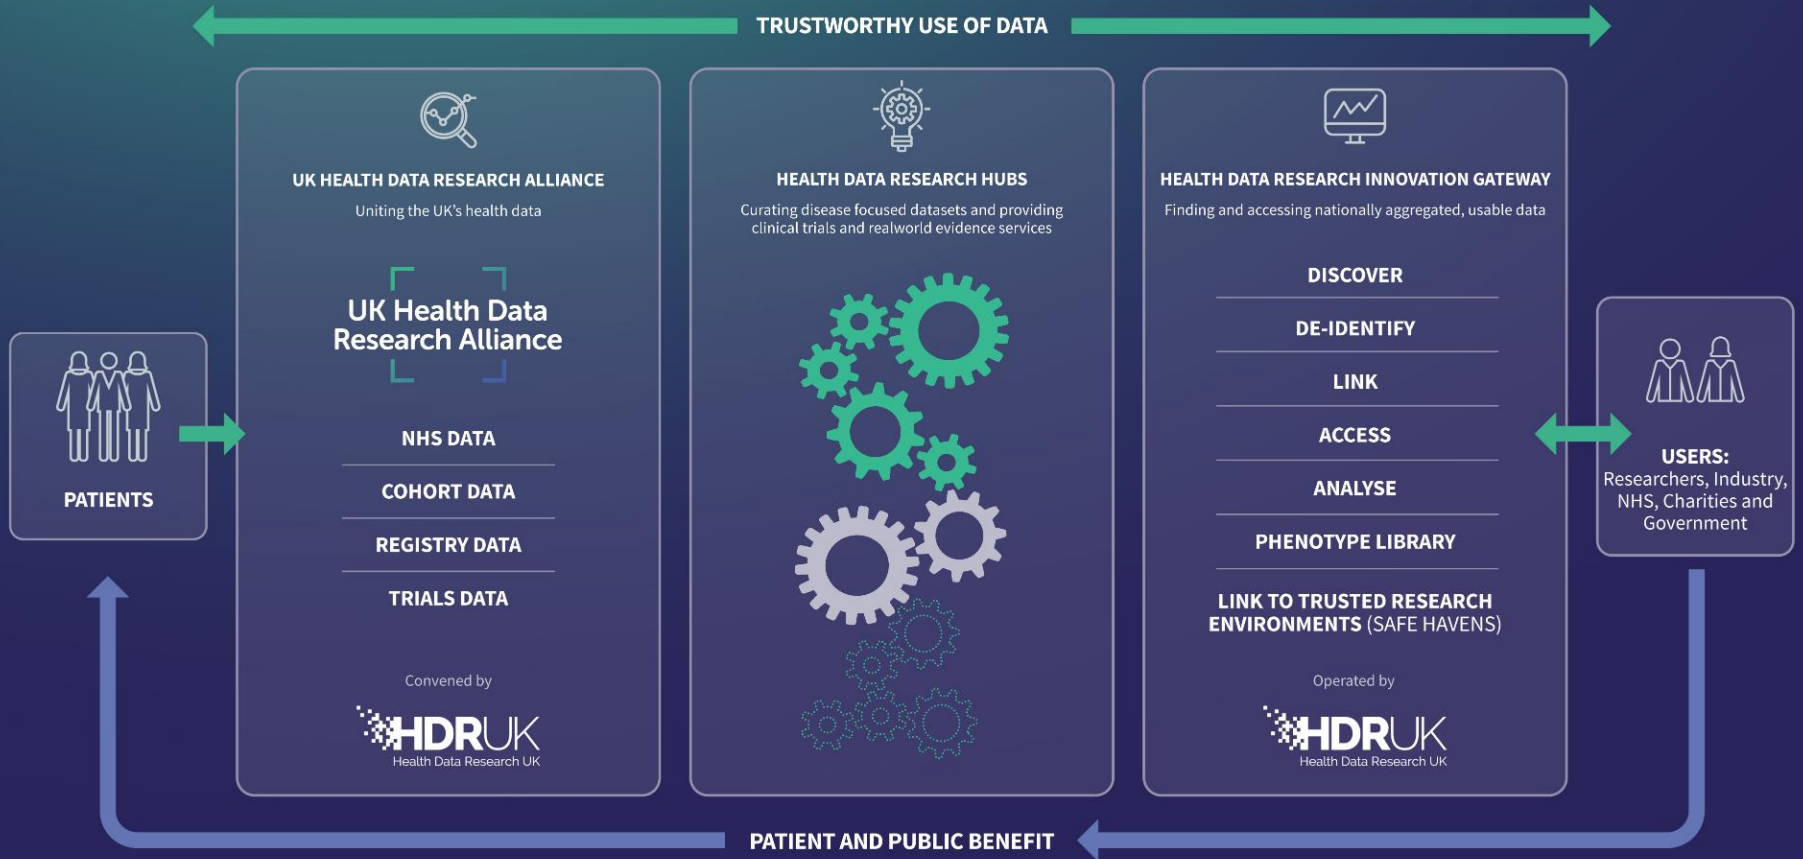 TRUSTWORTHY USE OF DATA
PATIENTS
UK HEALTH DATA RESEARCH ALLIANCE
Uniting the UK's health data
UK Health Data
Research Alliance
NHS DATA
COHORT DATA
REGISTRY DATA
TRIALS DATA
Convened by
HDRUK
Health Data Research UK
HEALTH DATA RESEARCH HUBS
Curating disease focused datasets and providing
clinical trials and realworld evidence services
HEALTH DATA RESEARCH INNOVATION GATEWAY
Finding and accessing nationally aggregated, usable data
DISCOVER
DE-IDENTIFY
LINK
ACCESS
ANALYSE
PHENOTYPE LIBRARY
LINK TO TRUSTED RESEARCH
ENVIRONMENTS (SAFE HAVENS)
Operated by
HDRUK
Health Data Research UK
USERS:
Researchers, Industry,
NHS, Charities and
Government
PATIENT AND PUBLIC BENEFIT